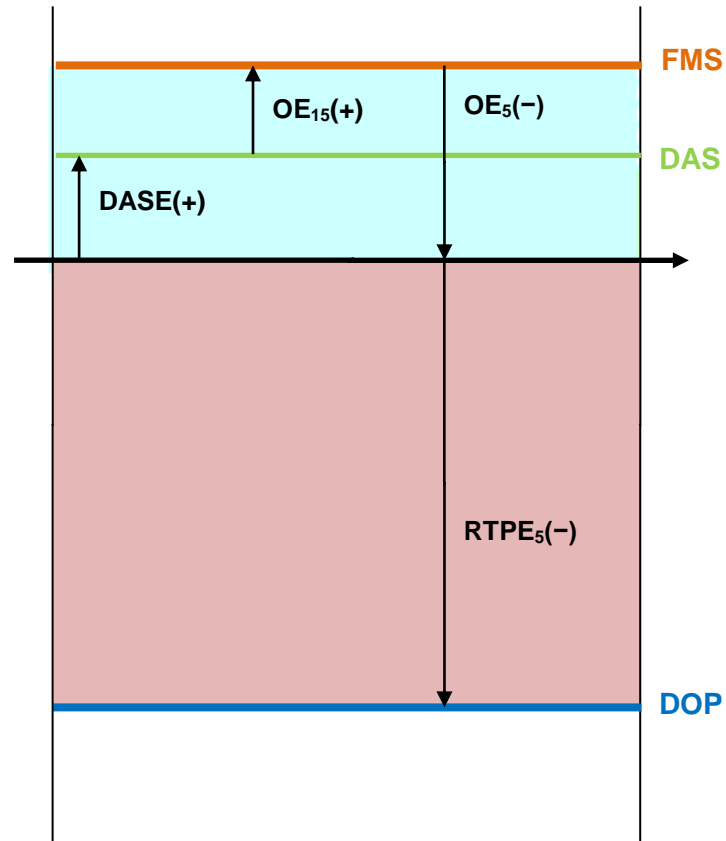 FMS
OE₁₅(+)
OE₅(−)
DAS
DASE(+)
RTPE₅(−)
DOP